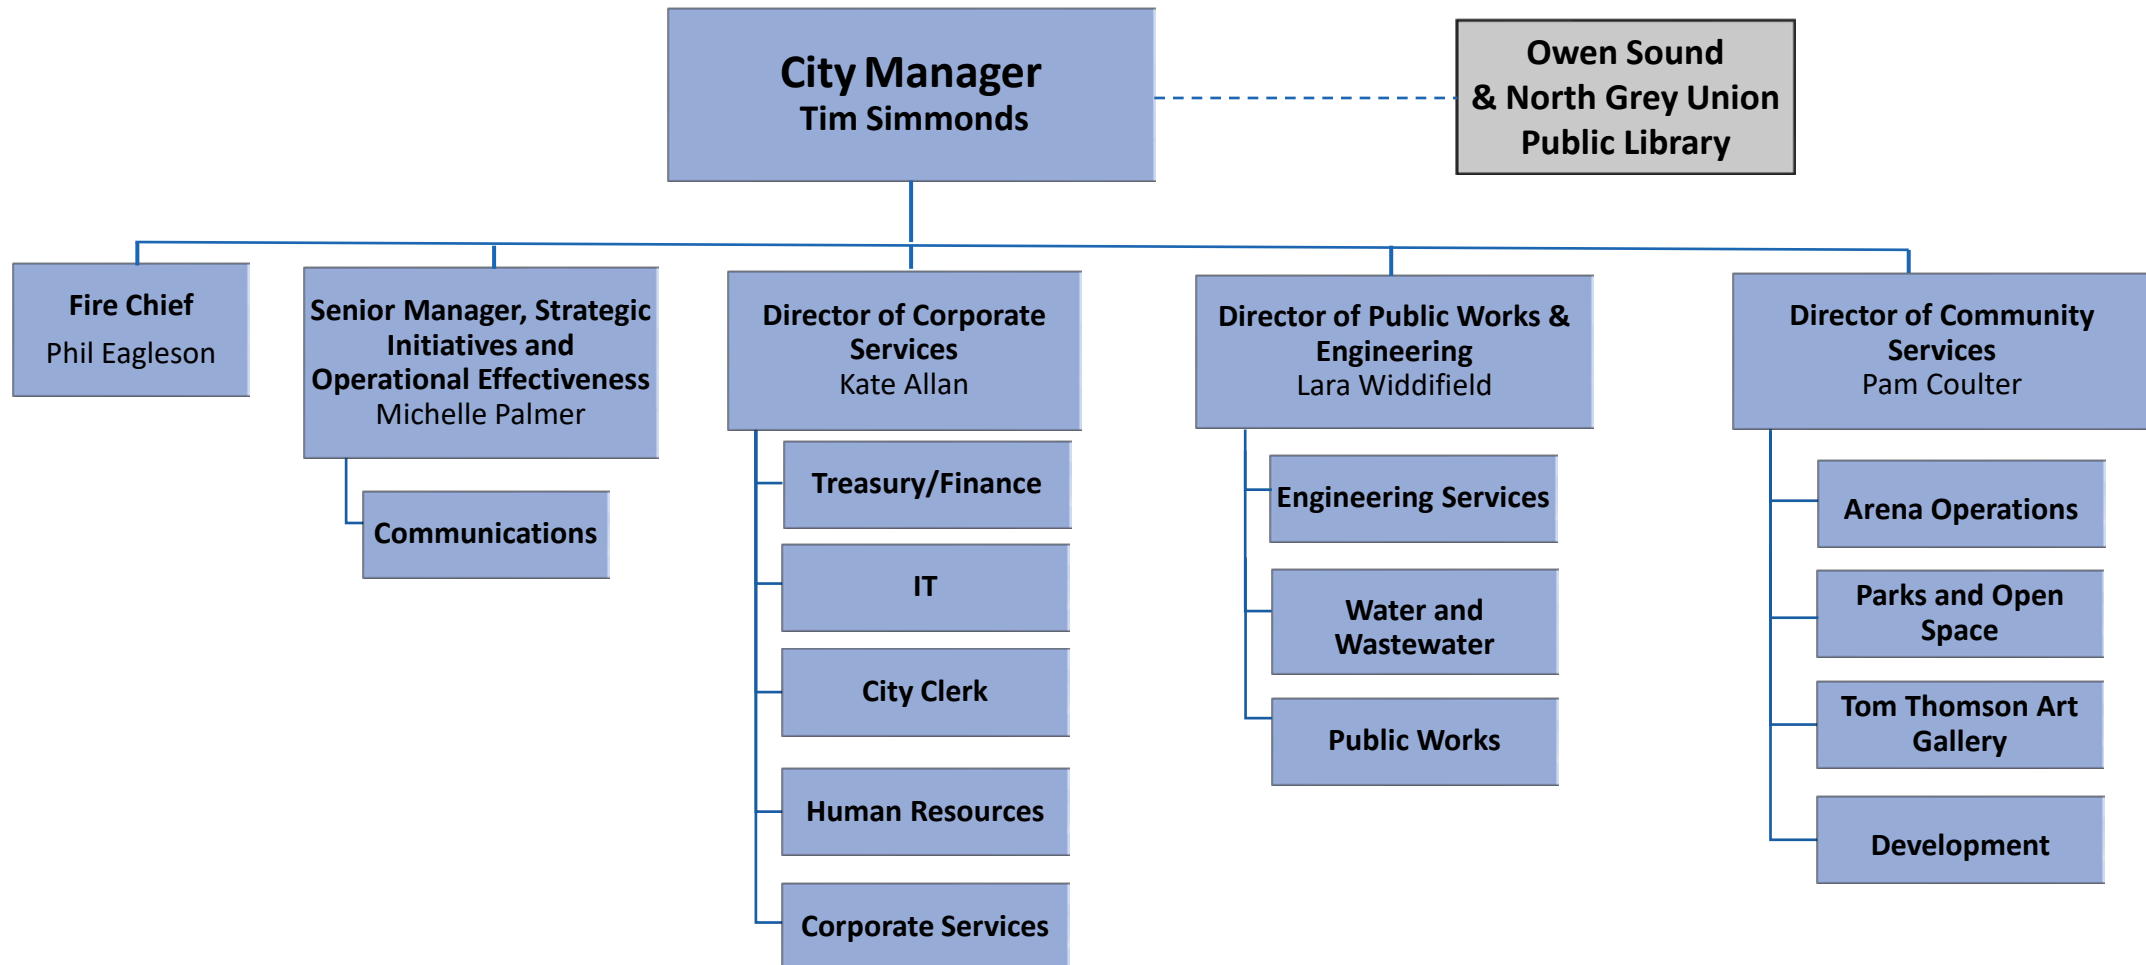 City Manager
Tim Simmonds
Owen Sound
& North Grey Union
Public Library
Fire Chief
Phil Eagleson
Senior Manager, Strategic
Initiatives and
Operational Effectiveness
Michelle Palmer
Communications
Director of Corporate
Services
Kate Allan
Treasury/Finance
IT
City Clerk
Human Resources
Corporate Services
Director of Public Works &
Engineering
Lara Widdifield
Engineering Services
Water and
Wastewater
Public Works
Director of Community
Services
Pam Coulter
Arena Operations
Parks and Open
Space
Tom Thomson Art
Gallery
Development